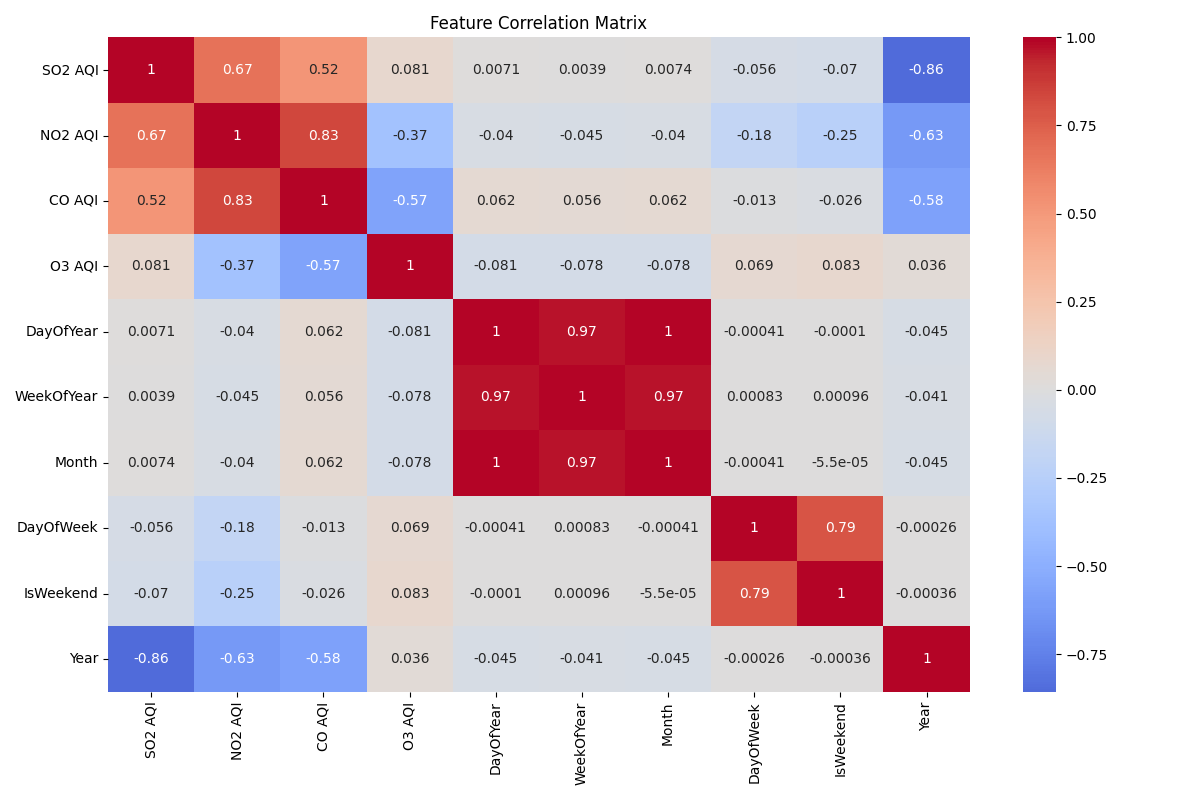 Feature Correlation Matrix
SO2 AQI 1 0.67 0.52 0.081 0.0071 0.0039 0.0074 -0.056 -0.07 -0.86
NO2 AQI 0.67 1 0.83 -0.37 -0.04 -0.045 -0.04 -0.18 -0.25 -0.63
CO AQI 0.52 0.83 1 -0.57 0.062 0.056 0.062 -0.013 -0.026 -0.58
O3 AQI 0.081 -0.37 -0.57 1 -0.081 -0.078 -0.078 0.069 0.083 0.036
DayOfYear 0.0071 -0.04 0.062 -0.081 1 0.97 1 -0.00041 -0.0001 -0.045
WeekOfYear 0.0039 -0.045 0.056 -0.078 0.97 1 0.97 0.00083 0.00096 -0.041
Month 0.0074 -0.04 0.062 -0.078 1 0.97 1 -0.00041 -5.5e-05 -0.045
DayOfWeek -0.056 -0.18 -0.013 0.069 -0.00041 0.00083 -0.00041 1 0.79 -0.00026
IsWeekend -0.07 -0.25 -0.026 0.083 -0.0001 0.00096 -5.5e-05 0.79 1 -0.00036
Year -0.86 -0.63 -0.58 0.036 -0.045 -0.041 -0.045 -0.00026 -0.00036 1
SO2 AQI NO2 AQI CO AQI O3 AQI DayOfYear WeekOfYear Month DayOfWeek IsWeekend Year
1.00
0.75
0.50
0.25
0.00
−0.25
−0.50
−0.75